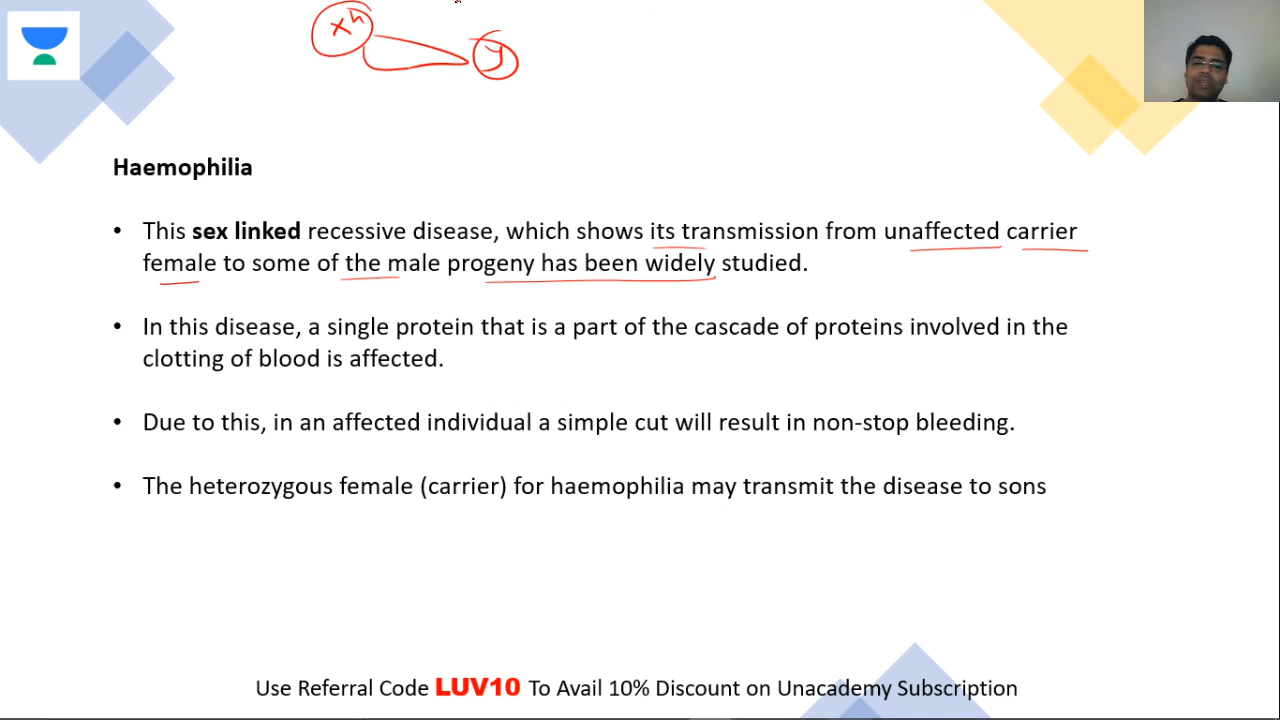 Xh
y
Haemophilia
• This sex linked recessive disease, which shows its transmission from unaffected carrier
female to some of the male progeny has been widely studied.
• In this disease, a single protein that is a part of the cascade of proteins involved in the
clotting of blood is affected.
• Due to this, in an affected individual a simple cut will result in non-stop bleeding.
• The heterozygous female (carrier) for haemophilia may transmit the disease to sons
Use Referral Code LUV10 To Avail 10% Discount on Unacademy Subscription